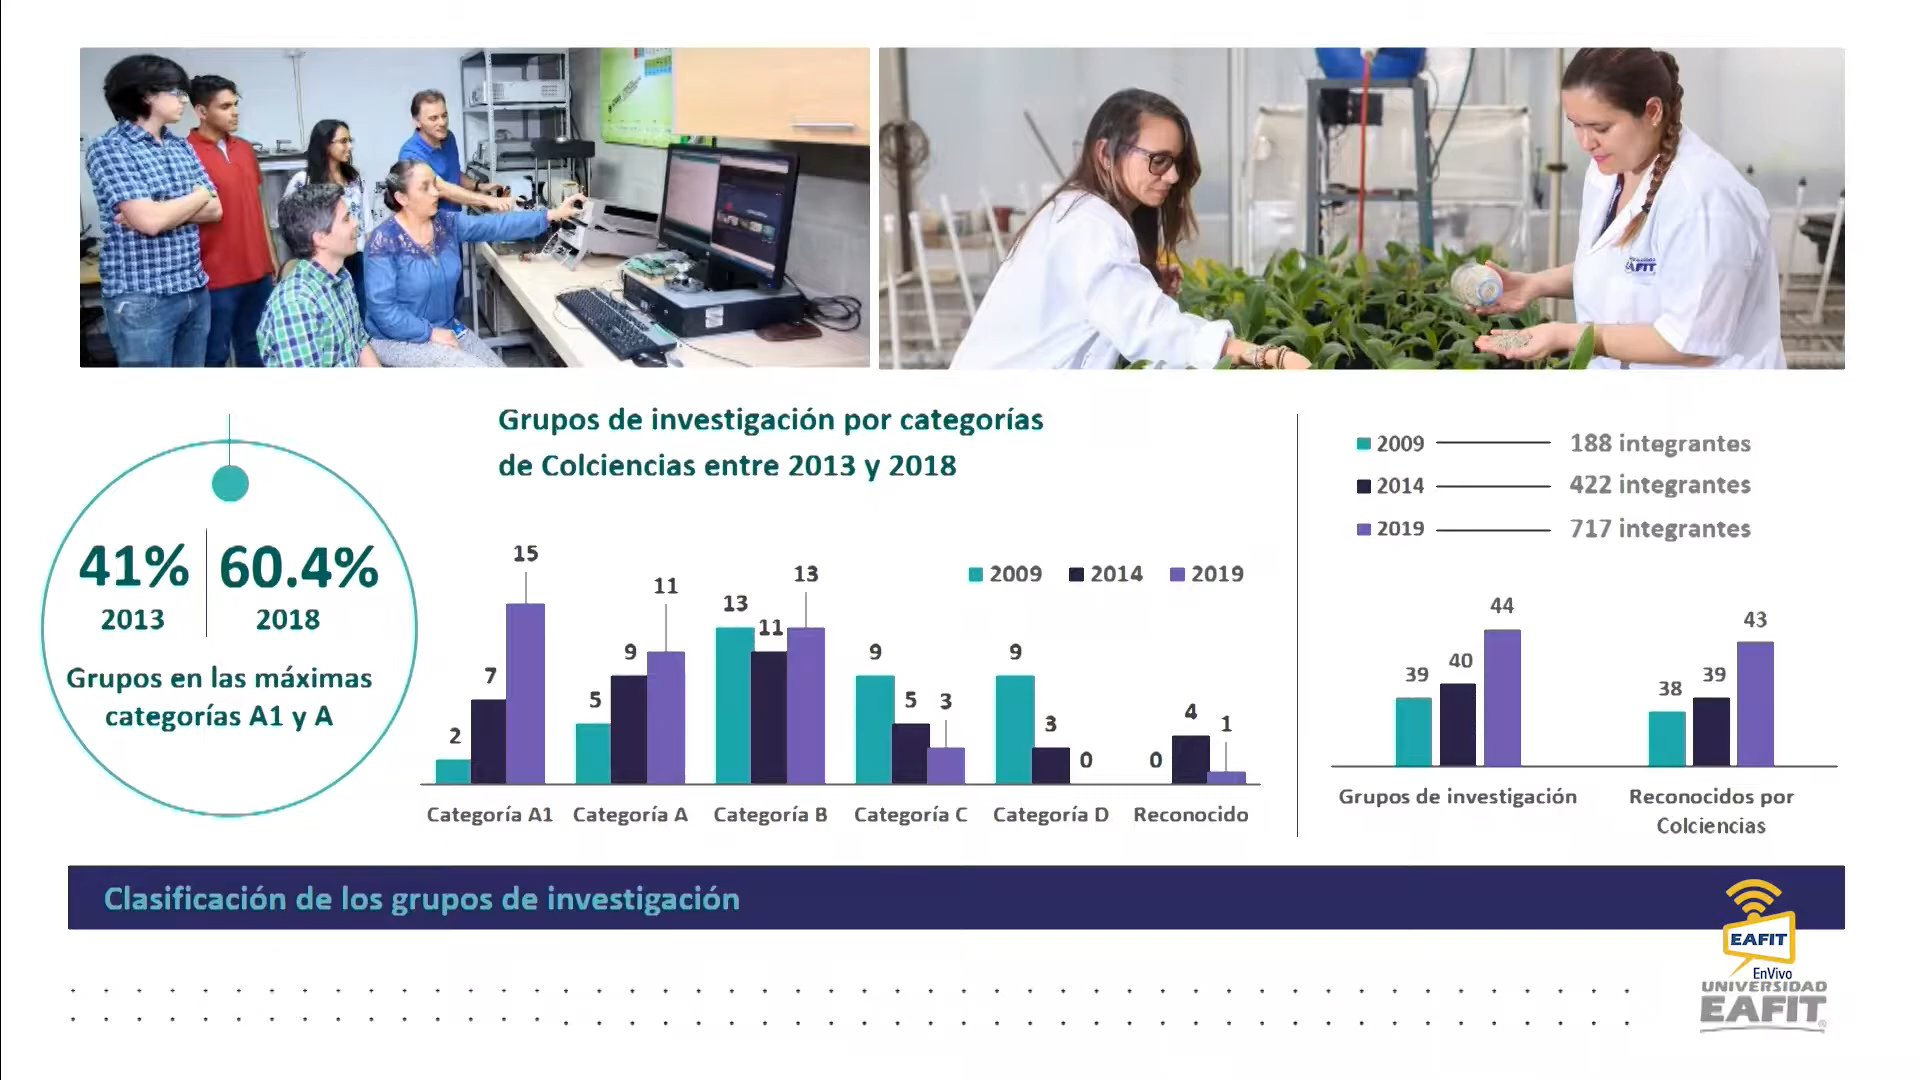 EAFIT
Grupos de investigación por categorías
de Colciencias entre 2013 y 2018
41%
2013
60.4%
2018
Grupos en las máximas
categorías A1 y A
2009
2014
2019
2
7
15
5
9
11
13
11
13
9
5
3
9
3
0
0
4
1
Categoría A1
Categoría A
Categoría B
Categoría C
Categoría D
Reconocido
2009 188 integrantes
2014 422 integrantes
2019 717 integrantes
39
40
44
38
39
43
Grupos de investigación
Reconocidos por
Colciencias
Clasificación de los grupos de investigación
EAFIT
EnVivo
UNIVERSIDAD
EAFIT®